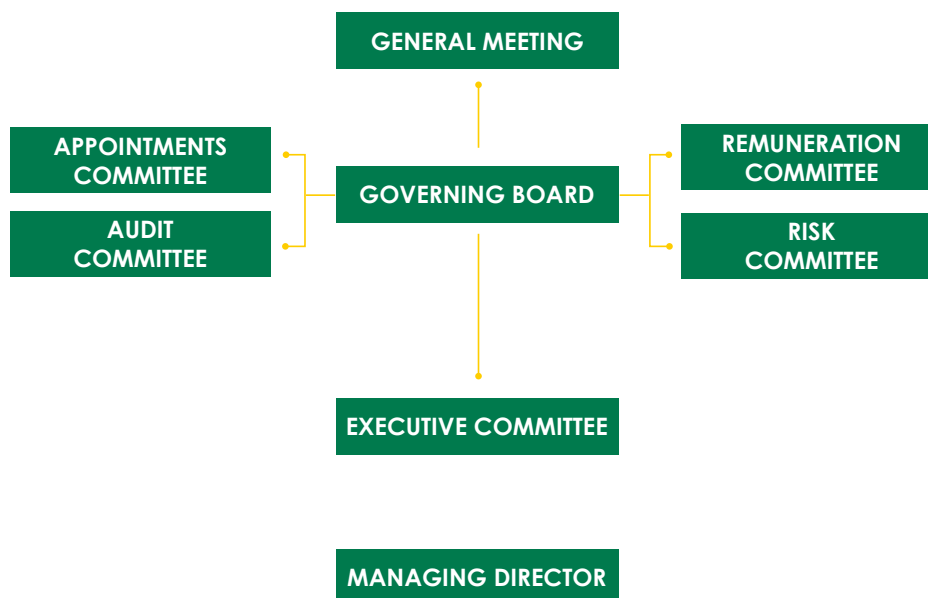 GENERAL MEETING
APPOINTMENTS
COMMITTEE
REMUNERATION
COMMITTEE
GOVERNING BOARD
AUDIT
COMMITTEE
RISK
COMMITTEE
EXECUTIVE COMMITTEE
MANAGING DIRECTOR